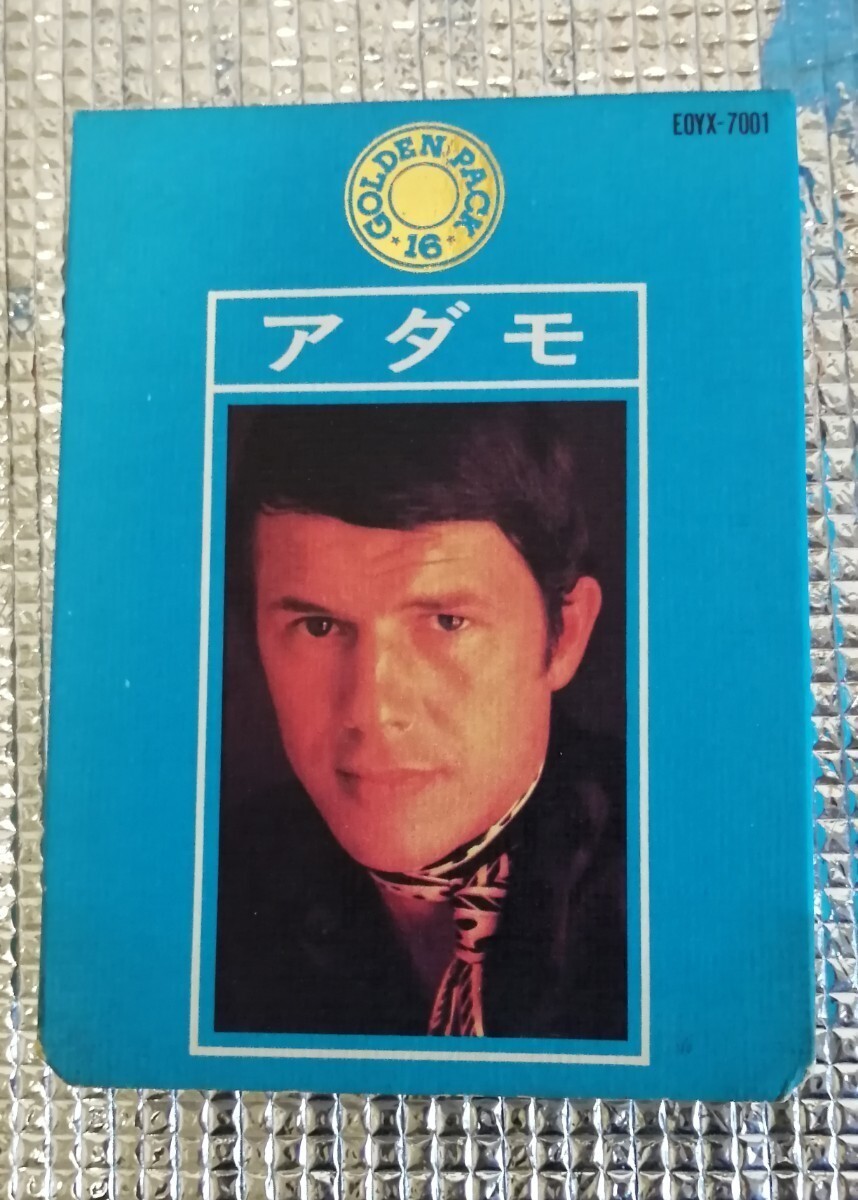 EOYX-7001
GOLDEN PACK
16
アダモ